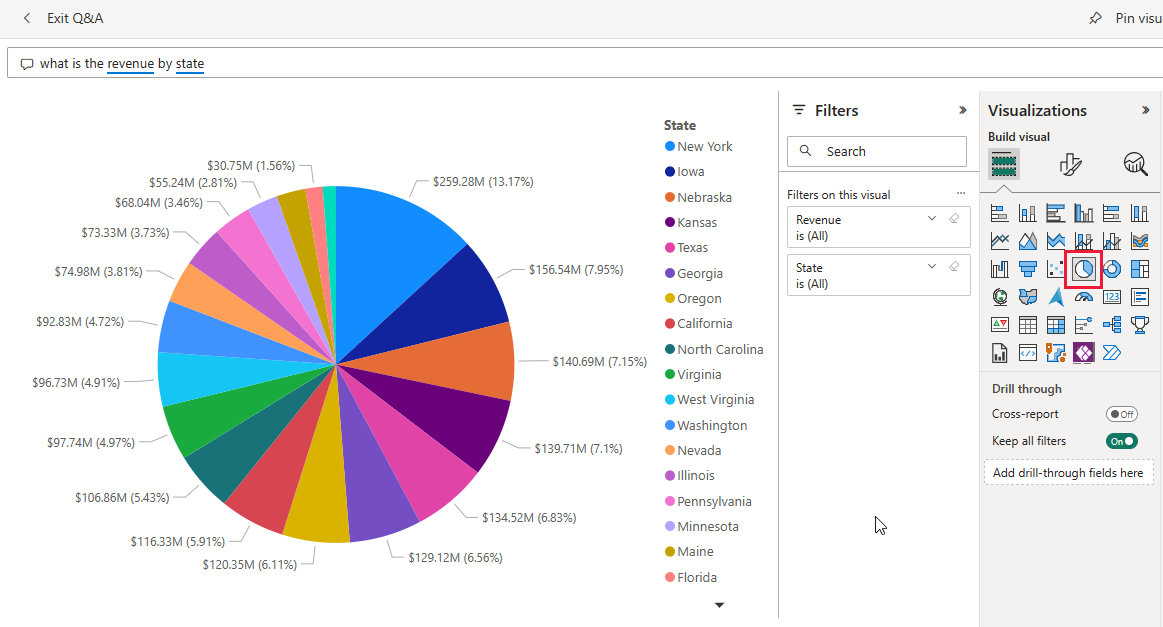 Exit Q&A
Pin visu
what is the revenue by state
$259.28M (13.17%)
$156.54M (7.95%)
$140.69M (7.15%)
$139.71M (7.1%)
$134.52M (6.83%)
$129.12M (6.56%)
$120.35M (6.11%)
$116.33M (5.91%)
$106.86M (5.43%)
$97.74M (4.97%)
$96.73M (4.91%)
$92.83M (4.72%)
$74.98M (3.81%)
$73.33M (3.73%)
$68.04M (3.46%)
$55.24M (2.81%)
$30.75M (1.56%)
State
New York
Iowa
Nebraska
Kansas
Texas
Georgia
Oregon
California
North Carolina
Virginia
West Virginia
Washington
Nevada
Illinois
Pennsylvania
Minnesota
Maine
Florida
Filters
Search
Filters on this visual
Revenue
is (All)
State
is (All)
Visualizations
Build visual
123
Drill through
Cross-report
Off
Keep all filters
On
Add drill-through fields here